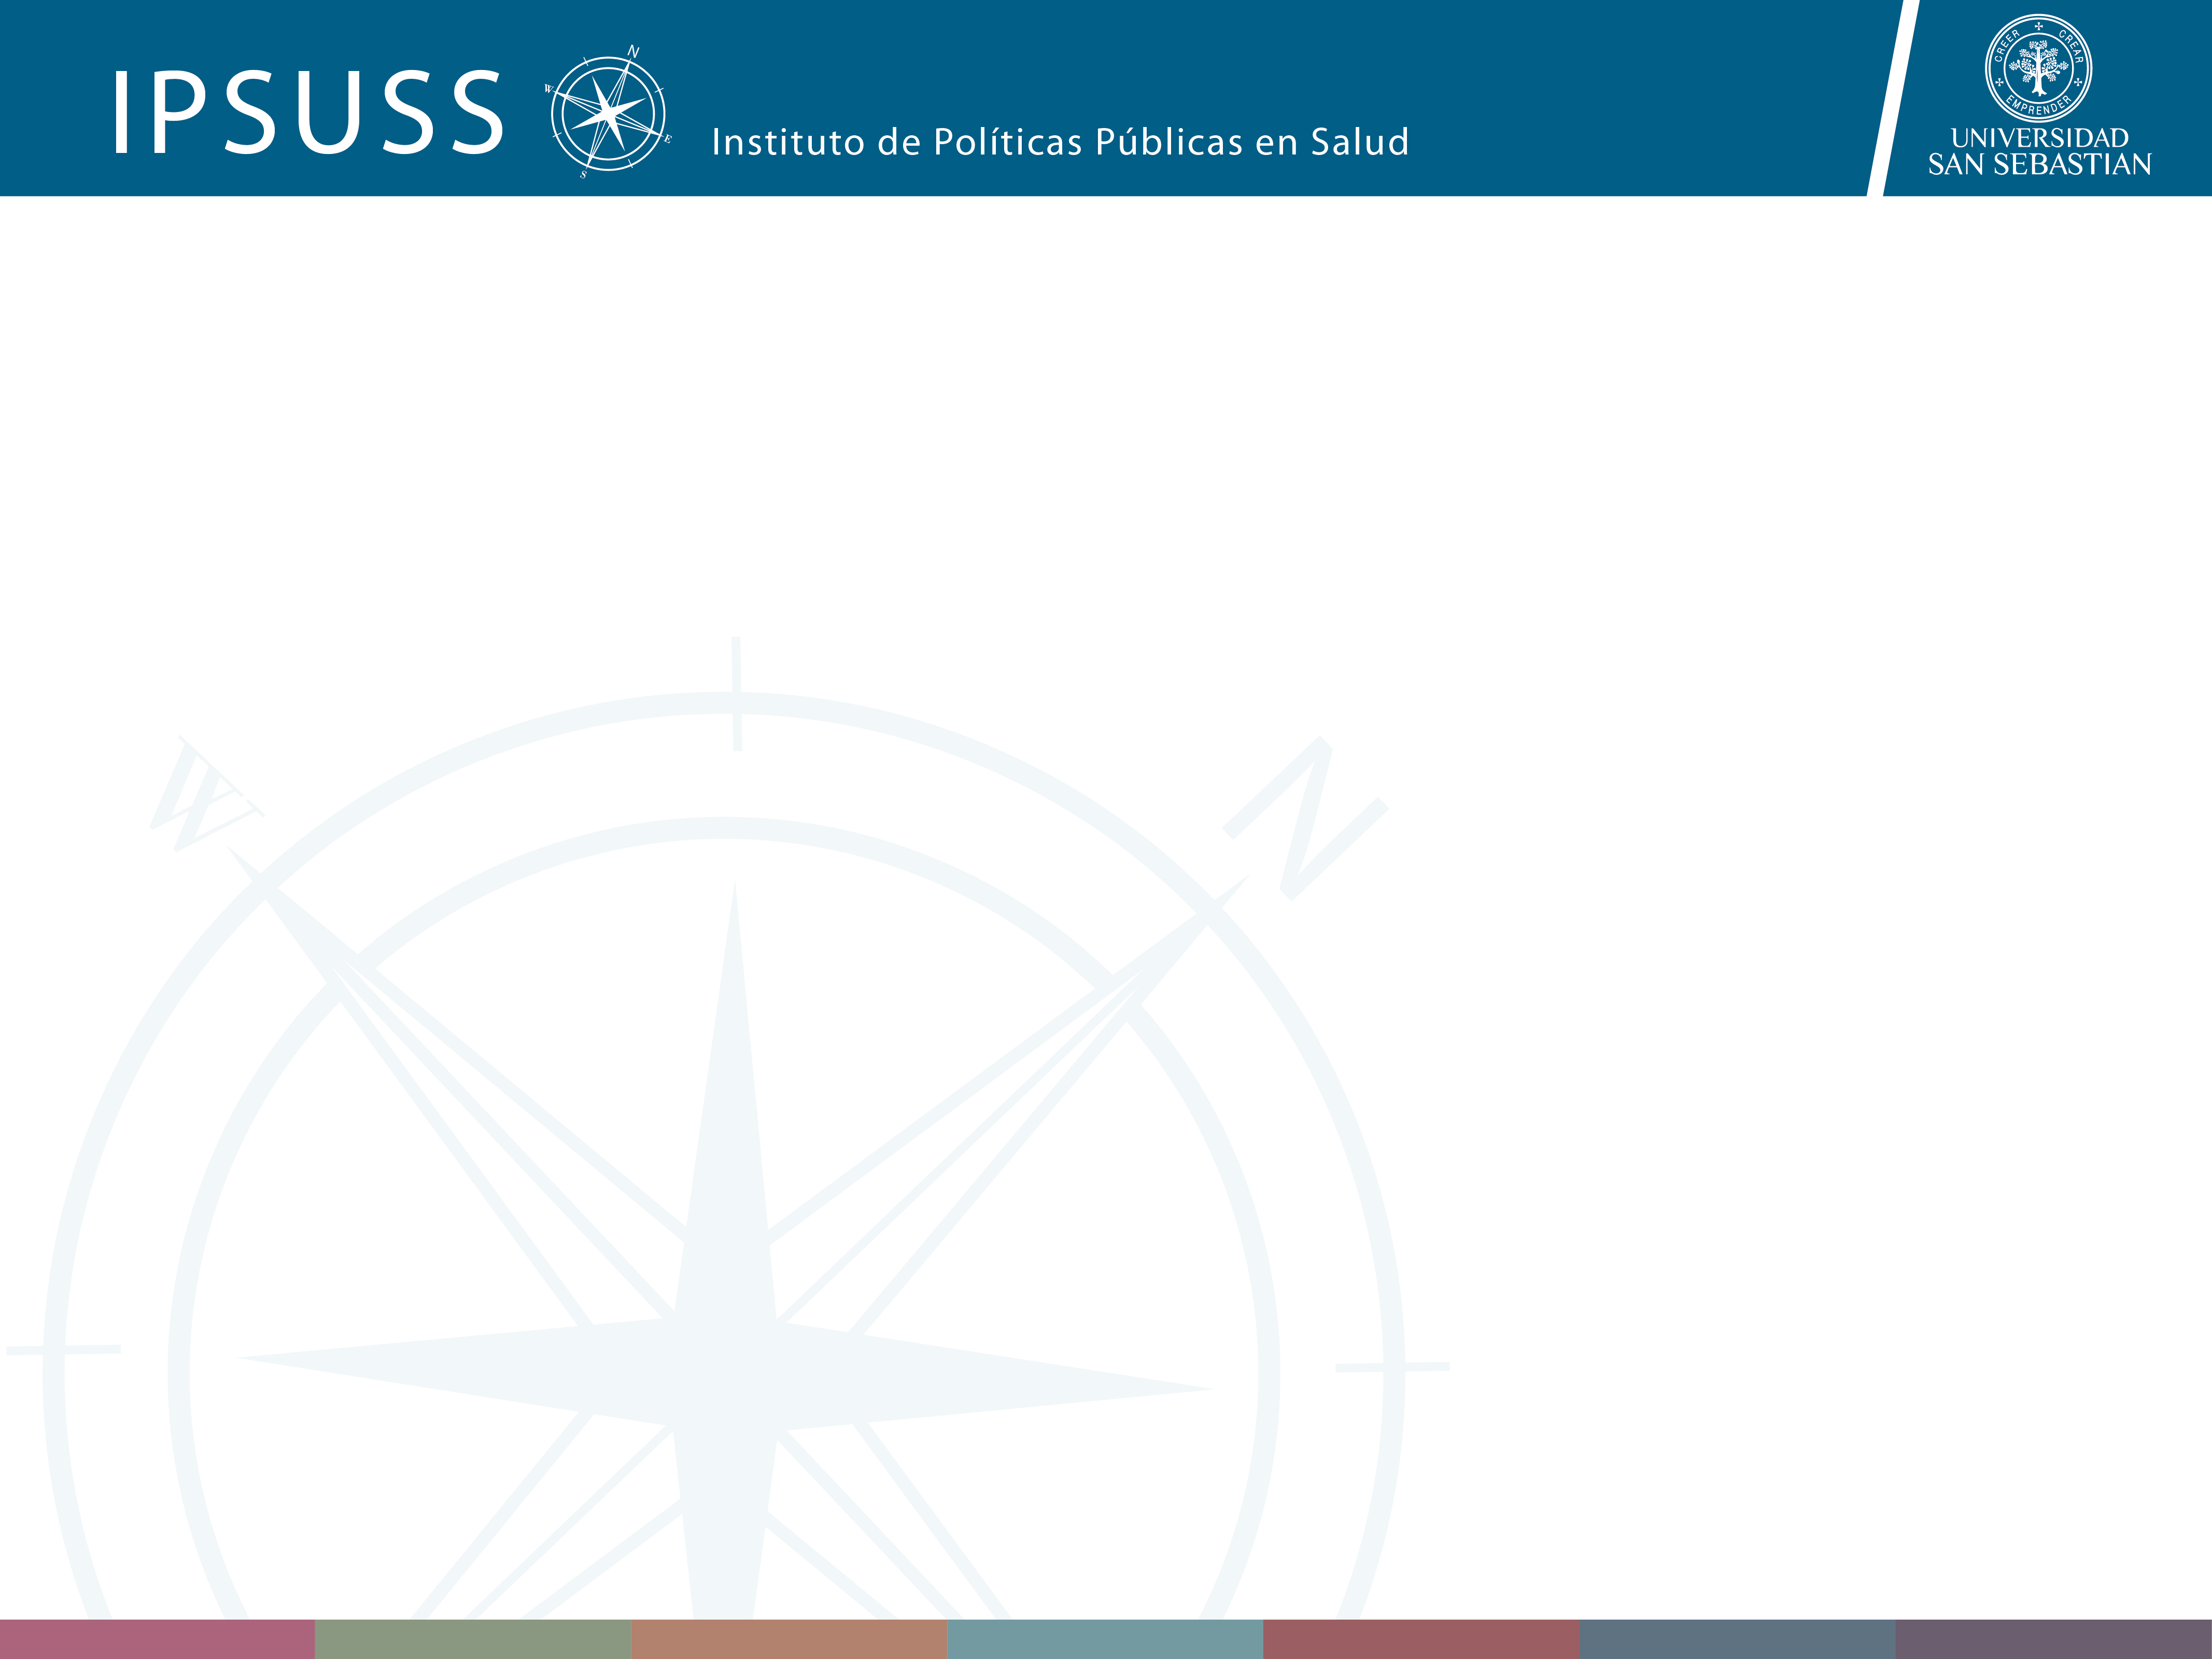 IPSUSS
N
W
E
S
Instituto de Políticas Públicas en Salud
CREER CREAR
EMPRENDER
UNIVERSIDAD
SAN SEBASTIAN
W
N